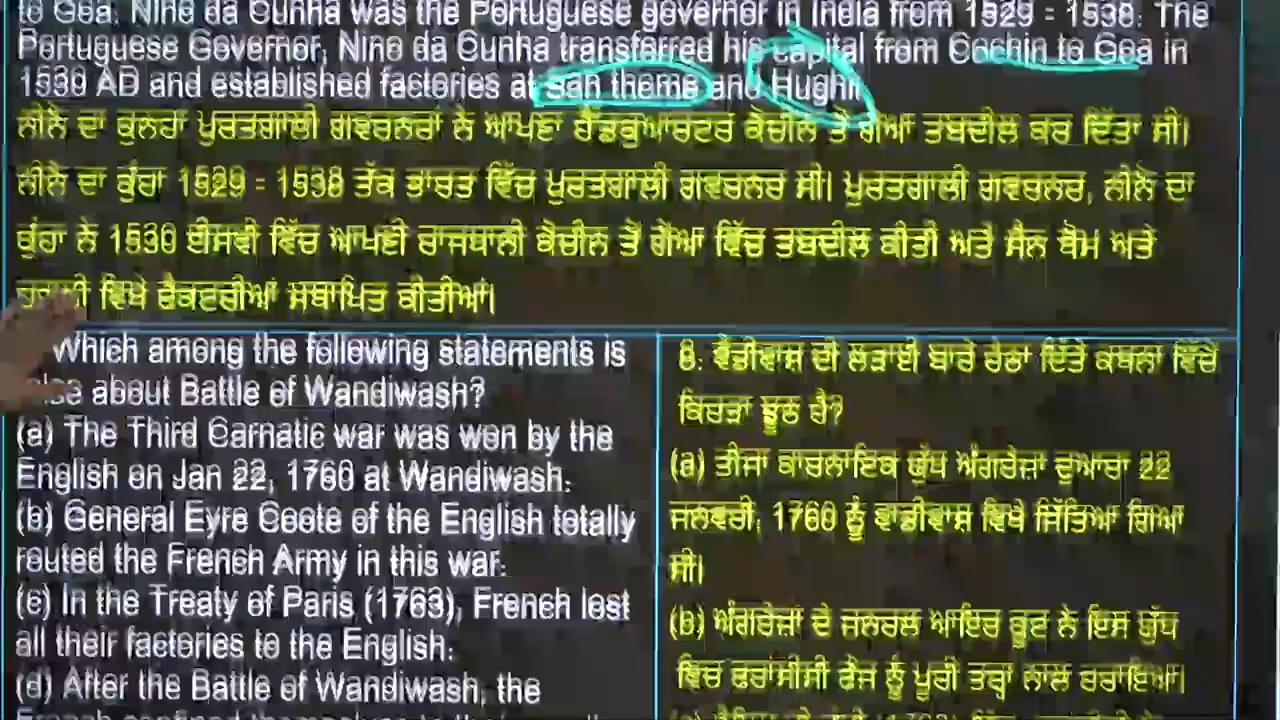 to Goa. Nino da Cunha was the Portuguese governor in India from 1529 - 1538. The
Portuguese Governor, Nino da Cunha transferred his capital from Cochin to Goa in
1530 AD and established factories at San thome and Hughli
ਨੀਨੋ ਦਾ ਕੁਨਹਾ ਪੁਰਤਗਾਲੀ ਗਵਰਨਰਾਂ ਨੇ ਆਪਣਾ ਹੈੱਡਕੁਆਰਟਰ ਕੋਚੀਨ ਤੋਂ ਗੋਆ ਤਬਦੀਲ ਕਰ ਦਿੱਤਾ ਸੀ।
ਨੀਨੋ ਦਾ ਕੁੰਹਾ 1529 - 1538 ਤੱਕ ਭਾਰਤ ਵਿੱਚ ਪੁਰਤਗਾਲੀ ਗਵਰਨਰ ਸੀ। ਪੁਰਤਗਾਲੀ ਗਵਰਨਰ, ਨੀਨੋ ਦਾ
ਕੁੰਹਾ ਨੇ 1530 ਈਸਵੀ ਵਿੱਚ ਆਪਣੀ ਰਾਜਧਾਨੀ ਕੋਚੀਨ ਤੋਂ ਗੋਆ ਵਿੱਚ ਤਬਦੀਲ ਕੀਤੀ ਅਤੇ ਸੈਨ ਥੋਮ ਅਤੇ
ਵਿਖੇ ਫੈਕਟਰੀਆਂ ਸਥਾਪਿਤ ਕੀਤੀਆਂ।
Which among the following statements is
about Battle of Wandiwash?
(a) The Third Carnatic war was won by the
English on Jan 22, 1760 at Wandiwash.
(b) General Eyre Coote of the English totally
routed the French Army in this war.
(c) In the Treaty of Paris (1763), French lost
all their factories to the English.
(d) After the Battle of Wandiwash, the
8. ਵੈਂਡੀਵਾਸ਼ ਦੀ ਲੜਾਈ ਬਾਰੇ ਹੇਠਾਂ ਦਿੱਤੇ ਕਥਨਾਂ ਵਿੱਚੋਂ
ਕਿਹੜਾ ਝੂਠ ਹੈ?
(a) ਤੀਜਾ ਕਾਰਨਾਇਕ ਯੁੱਧ ਅੰਗਰੇਜ਼ਾਂ ਦੁਆਰਾ 22
ਜਨਵਰੀ, 1760 ਨੂੰ ਵਾਂਡੀਵਾਸ਼ ਵਿਖੇ ਜਿੱਤਿਆ ਗਿਆ
ਸੀ।
(b) ਅੰਗਰੇਜ਼ਾਂ ਦੇ ਜਨਰਲ ਆਇਰ ਕੂਟ ਨੇ ਇਸ ਯੁੱਧ
ਵਿਚ ਫਰਾਂਸੀਸੀ ਫੌਜ ਨੂੰ ਪੂਰੀ ਤਰ੍ਹਾਂ ਨਾਲ ਹਰਾਇਆ।